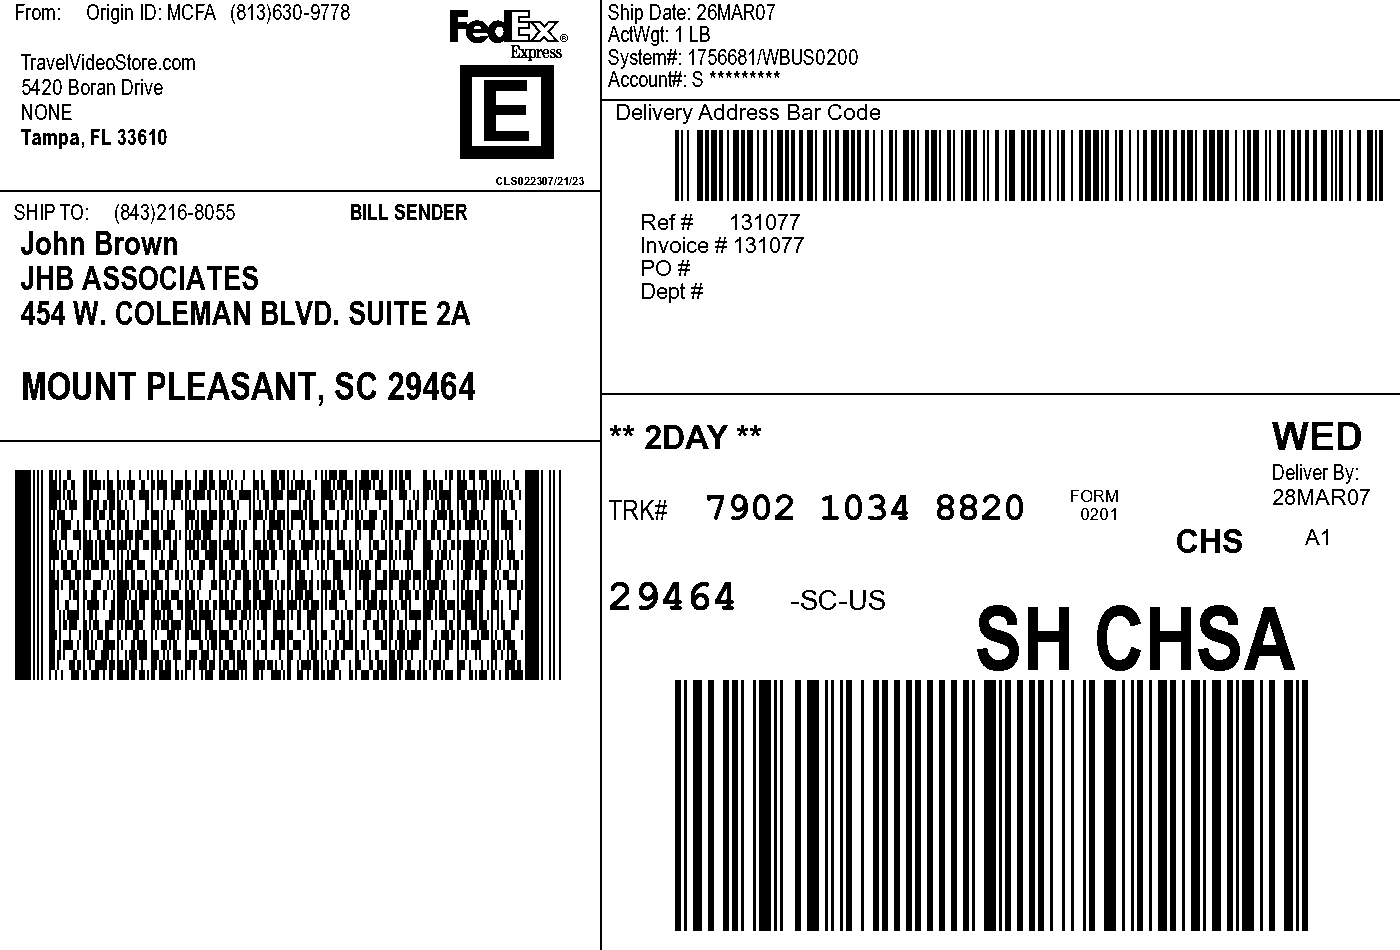 From: Origin ID: MCFA (813)630-9778
TravelVideoStore.com
5420 Boran Drive
NONE
Tampa, FL 33610
FedEx®
Express
E
CLS022307/21/23
Ship Date: 26MAR07
ActWgt: 1 LB
System#: 1756681/WBUS0200
Account#: S *********
Delivery Address Bar Code
Ref # 131077
Invoice # 131077
PO #
Dept #
SHIP TO: (843)216-8055 BILL SENDER
John Brown
JHB ASSOCIATES
454 W. COLEMAN BLVD. SUITE 2A
MOUNT PLEASANT, SC 29464
** 2DAY **
WED
Deliver By:
28MAR07
TRK# 7902 1034 8820 FORM
0201
CHS A1
29464 -SC-US
SH CHSA